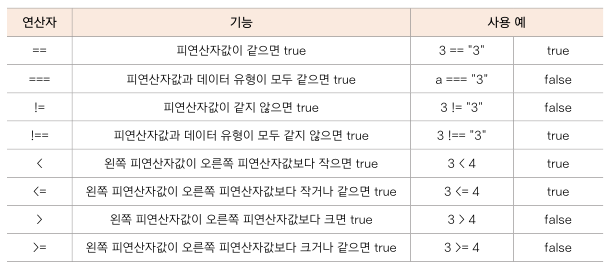 연산자 기능 사용 예
== 피연산자값이 같으면 true 3 == "3" true
=== 피연산자값과 데이터 유형이 모두 같으면 true a === "3" false
!= 피연산자값이 같지 않으면 true 3 != "3" false
!== 피연산자값과 데이터 유형이 모두 같지 않으면 true 3 !== "3" true
< 왼쪽 피연산자값이 오른쪽 피연산자값보다 작으면 true 3 < 4 true
<= 왼쪽 피연산자값이 오른쪽 피연산자값보다 작거나 같으면 true 3 <= 4 true
> 왼쪽 피연산자값이 오른쪽 피연산자값보다 크면 true 3 > 4 false
>= 왼쪽 피연산자값이 오른쪽 피연산자값보다 크거나 같으면 true 3 >= 4 false